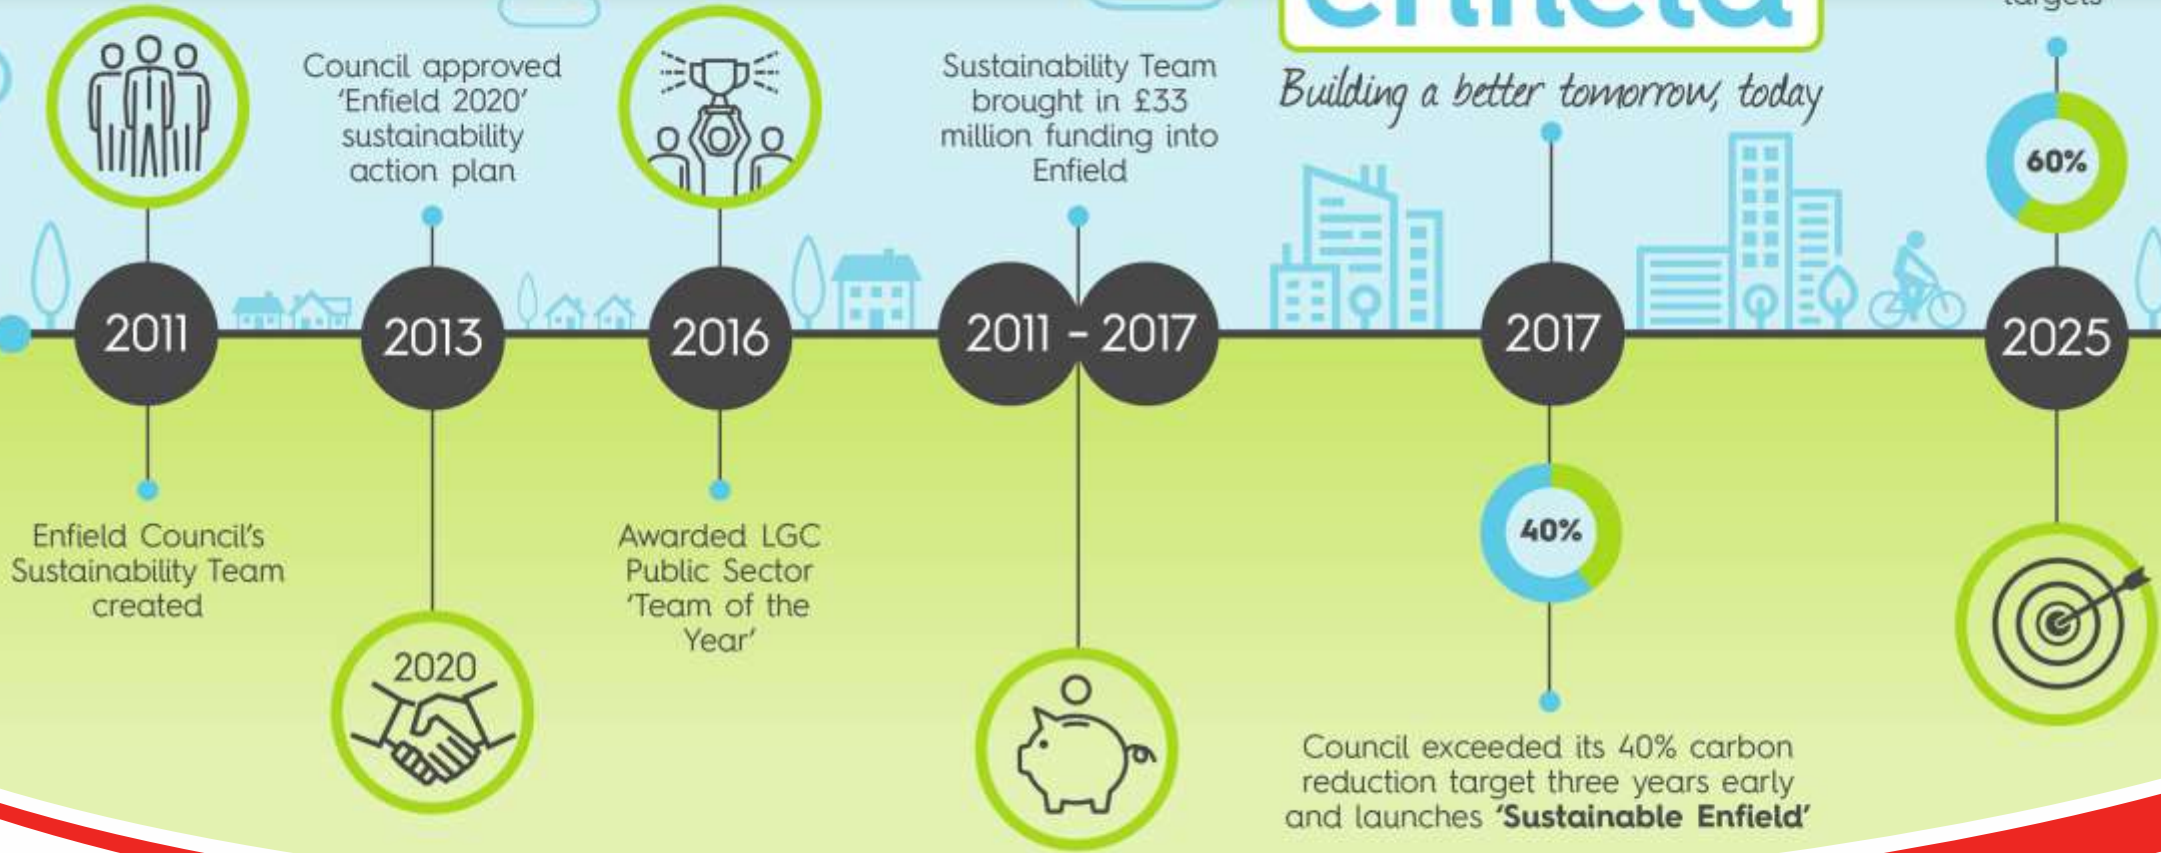 enfield
targets
Building a better tomorrow, today
Council approved
'Enfield 2020'
sustainability
action plan
Sustainability Team
brought in £33
million funding into
Enfield
60%
2011
2013
2016
2011 - 2017
2017
2025
Enfield Council's
Sustainability Team
created
2020
Awarded LGC
Public Sector
'Team of the
Year'
40%
Council exceeded its 40% carbon
reduction target three years early
and launches 'Sustainable Enfield'